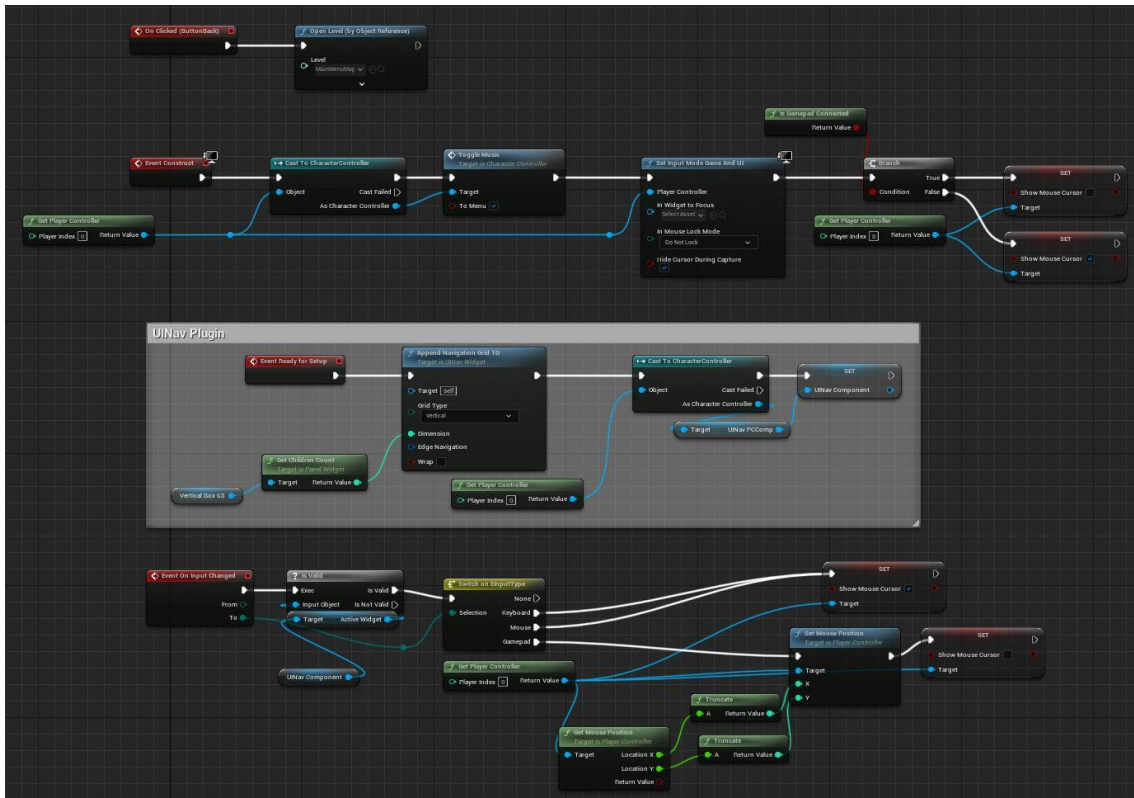 On Clicked (ButtonBack)
Open Level (by Object Reference)
Level
MainMenuMap
Is Gamepad Connected
Return Value
Event Construct
Cast To CharacterController
Object
Cast Failed
As Character Controller
Toggle Music
Target is Character Controller
Target
To Menu
Set Input Mode Game And UI
Player Controller
In Widget to Focus
Select Asset
In Mouse Lock Mode
Do Not Lock
Hide Cursor During Capture
Branch
Condition
True
False
SET
Show Mouse Cursor
Target
Get Player Controller
Player Index 0
Return Value
Get Player Controller
Player Index 0
Return Value
SET
Show Mouse Cursor
Target
UINav Plugin
Event Ready for Setup
Append Navigation Grid 1D
Target is UINav Widget
Target self
Grid Type
Vertical
Dimension
Edge Navigation
Wrap
Cast To CharacterController
Object
Cast Failed
As Character Controller
SET
UINav Component
Target UINav PCComp
Get Children Count
Target is Panel Widget
Target Return Value
Vertical Box 60
Get Player Controller
Player Index 0 Return Value
Event On Input Changed
From
To
Is Valid
Exec Is Valid
Input Object Is Not Valid
Target Active Widget
UINav Component
Switch on EInputType
Selection
None
Keyboard
Mouse
Gamepad
SET
Show Mouse Cursor
Target
Get Player Controller
Player Index 0 Return Value
Set Mouse Position
Target is Player Controller
Target
X
Y
SET
Show Mouse Cursor
Target
Truncate
A Return Value
Truncate
A Return Value
Get Mouse Position
Target is Player Controller
Target Location X
Location Y
Return Value